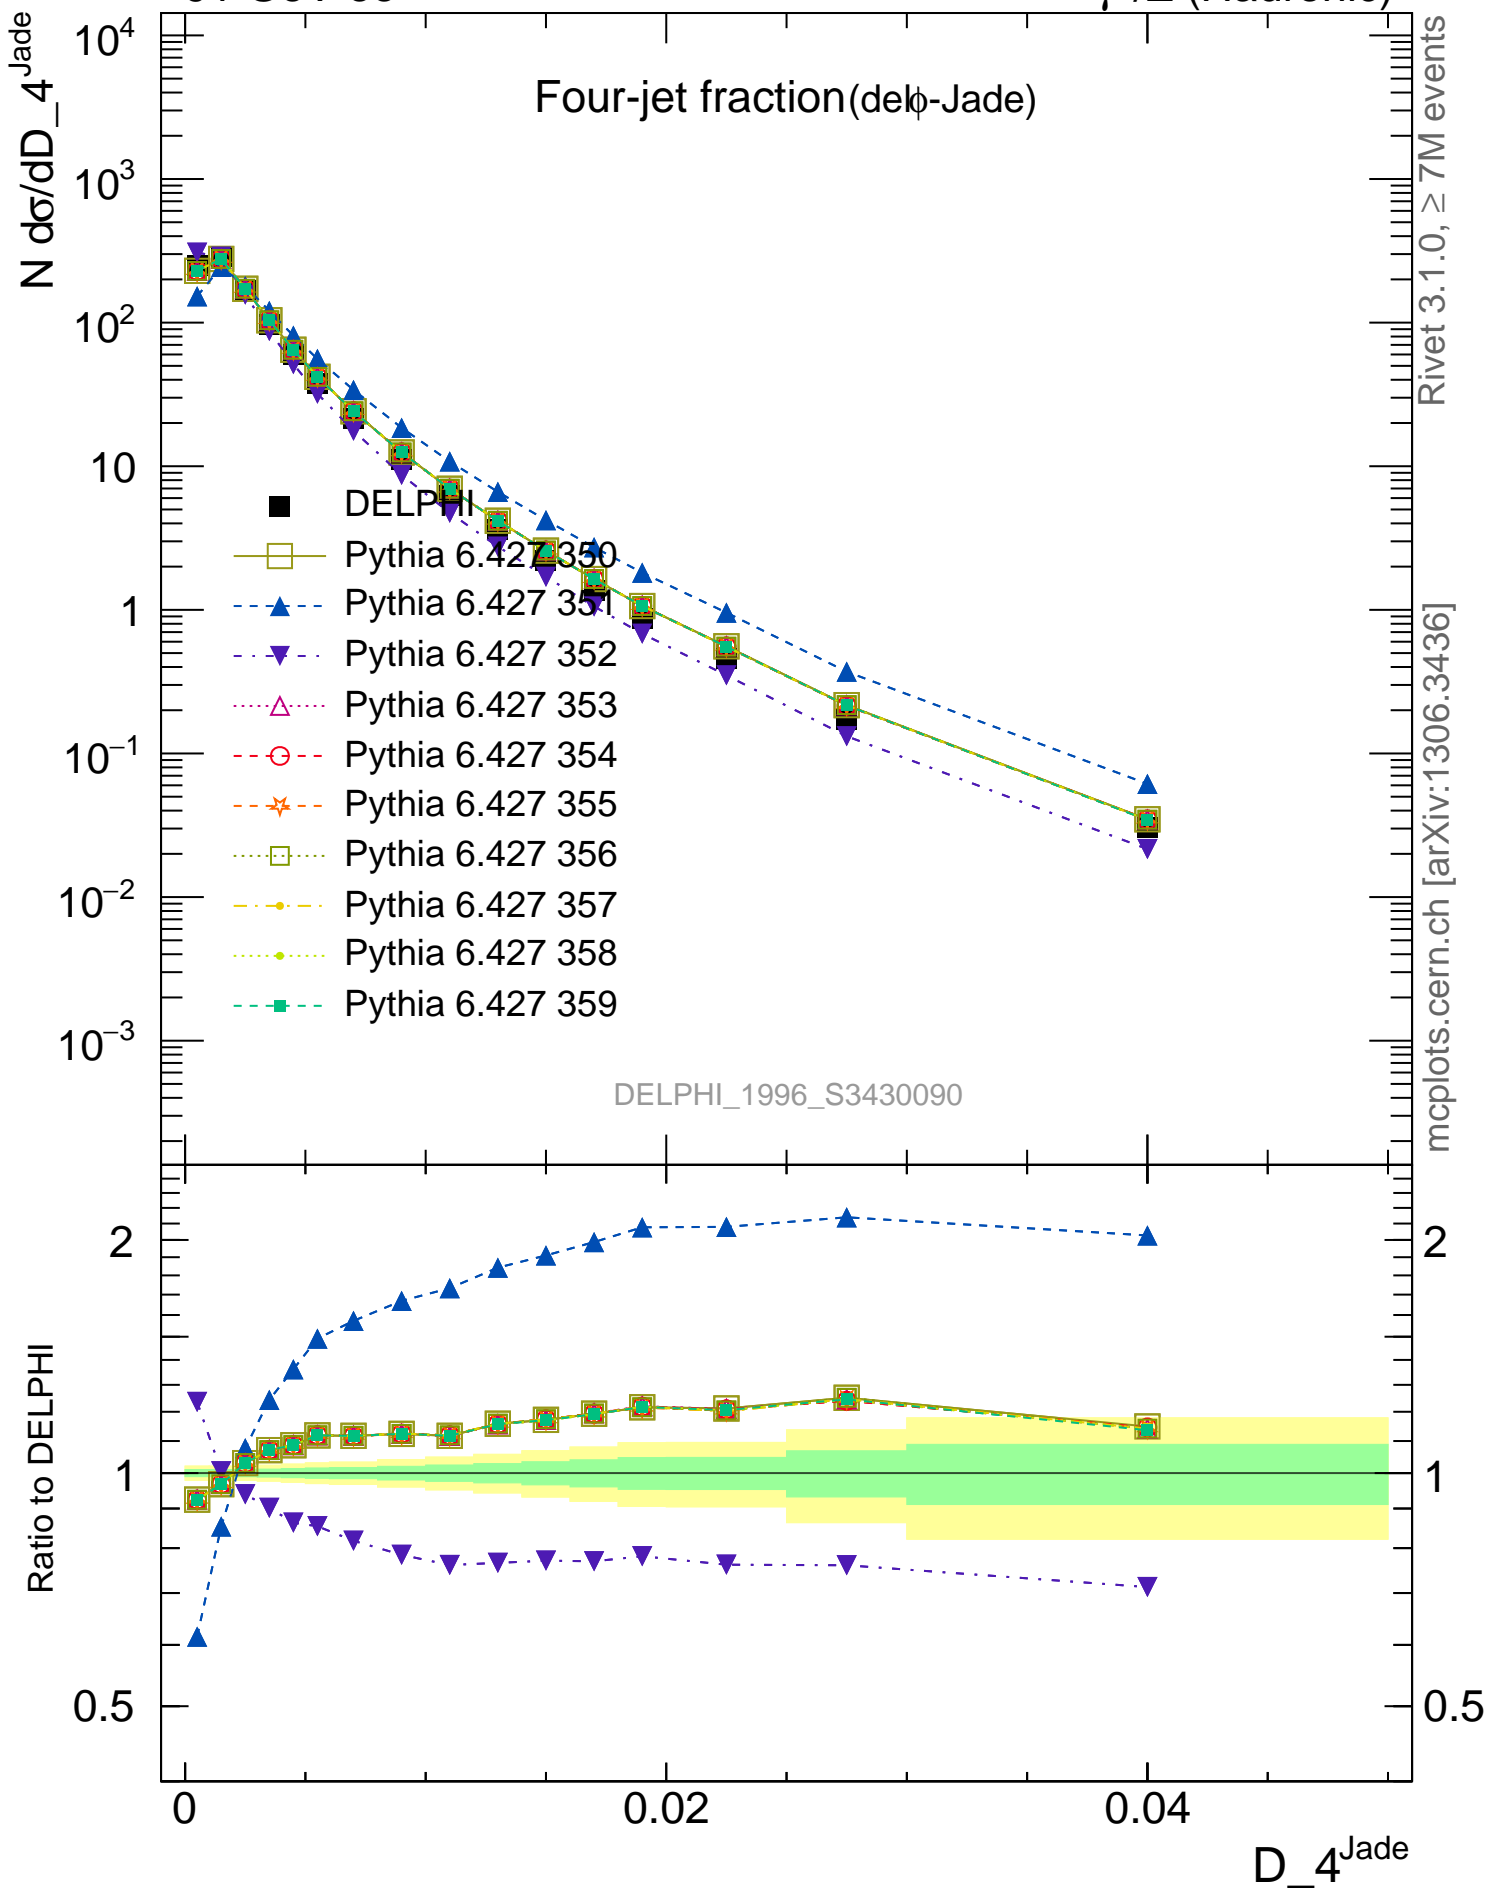 Four-jet fraction(delϕ-Jade)
N dσ/dD_4^Jade
10^4
10^3
10^2
10
1
10^−1
10^−2
10^−3
DELPHI
Pythia 6.427 350
Pythia 6.427 351
Pythia 6.427 352
Pythia 6.427 353
Pythia 6.427 354
Pythia 6.427 355
Pythia 6.427 356
Pythia 6.427 357
Pythia 6.427 358
Pythia 6.427 359
DELPHI_1996_S3430090
Rivet 3.1.0, ≥ 7M events
mcplots.cern.ch [arXiv:1306.3436]
Ratio to DELPHI
2
1
0.5
2
1
0.5
0
0.02
0.04
D_4^Jade